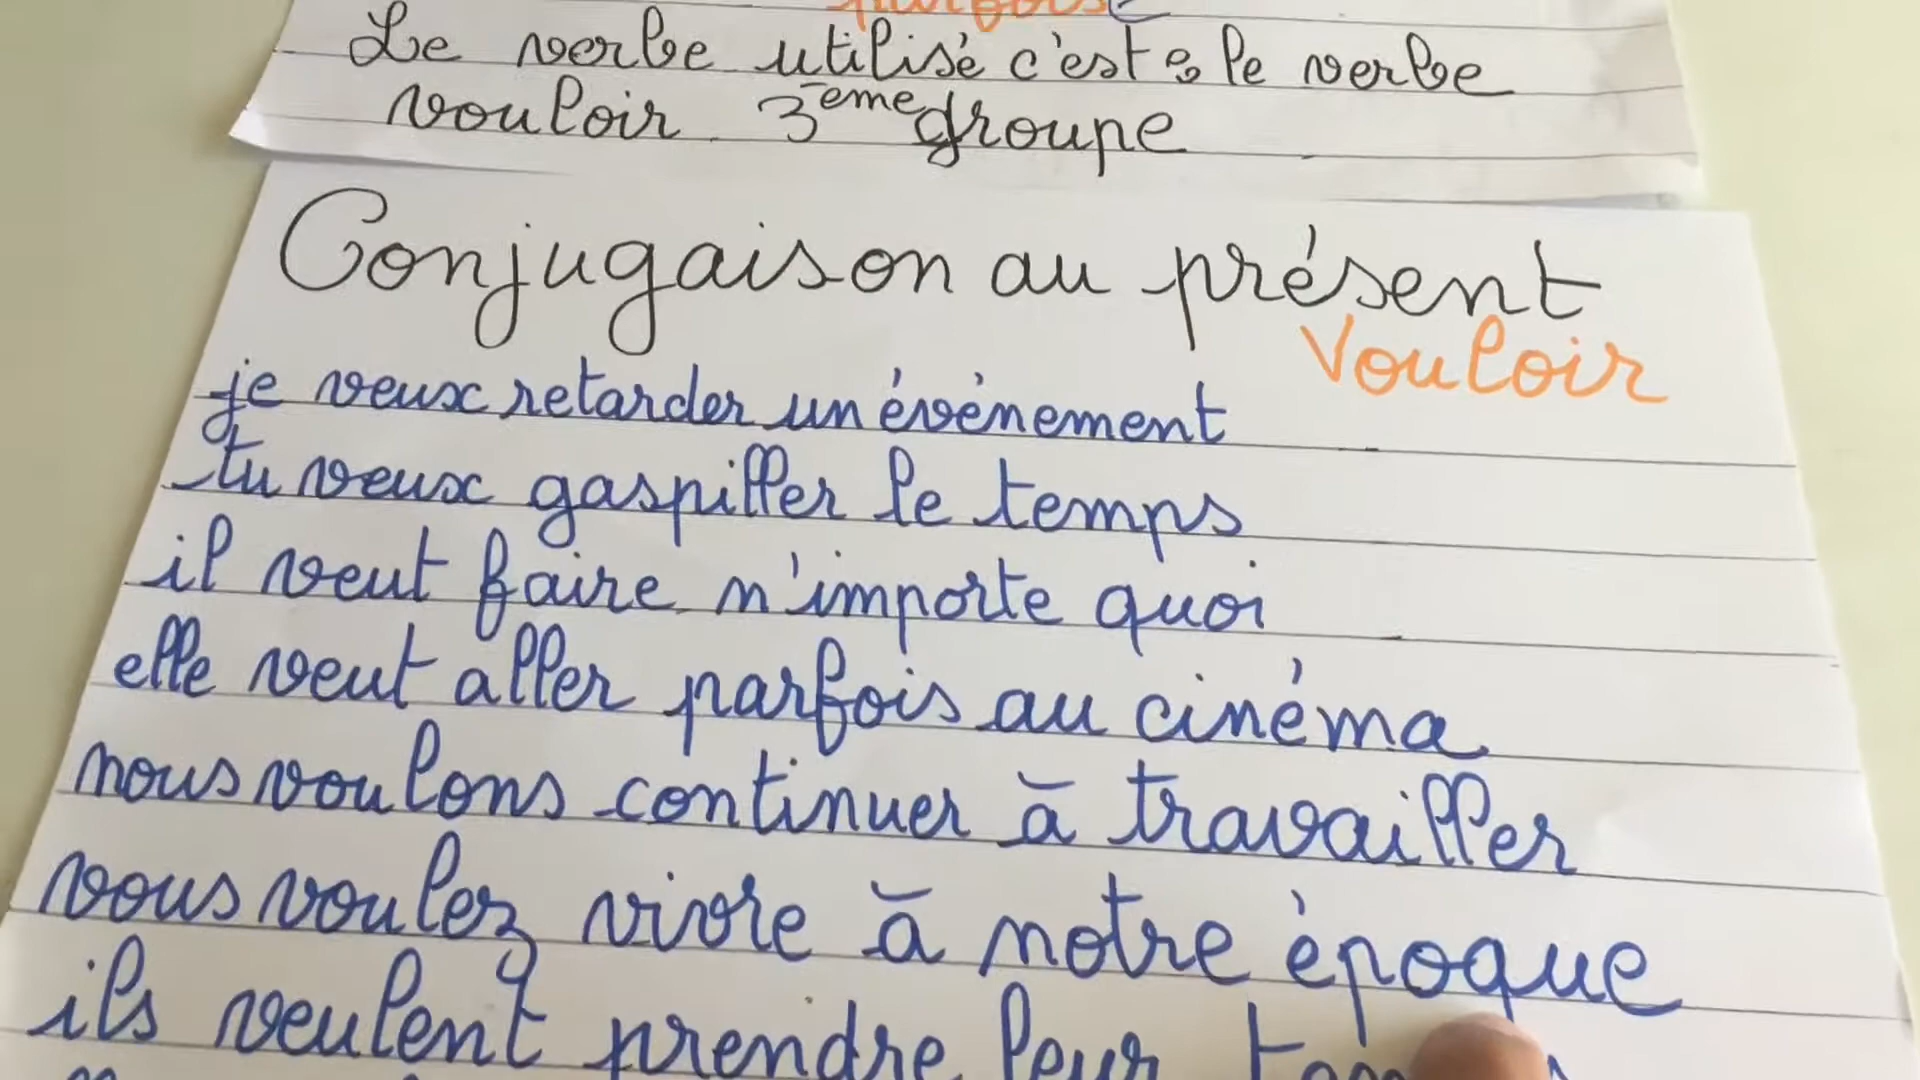 parfois
Le verbe utilisé c'est : le verbe
vouloir 3ème groupe
Conjugaison au présent
Vouloir
je veux retarder un événement
tu veux gaspiller le temps
il veut faire n'importe quoi
elle veut aller parfois au cinéma
nous voulons continuer à travailler
vous voulez vivre à notre époque
ils veulent prendre leur